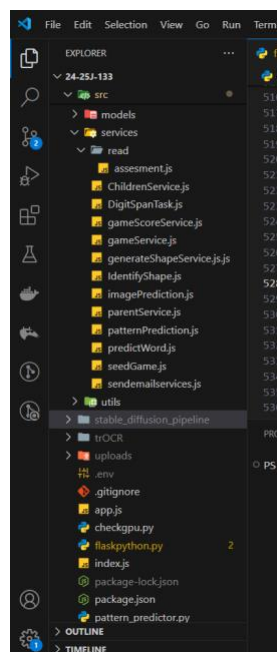 File Edit Selection View Go Run Term
EXPLORER ...
24-25J-133
src
models
services
read
assesment.js
ChildrenService.js
DigitSpanTask.js
gameScoreService.js
gameService.js
generateShapeService.js.js
IdentifyShape.js
imagePrediction.js
parentService.js
patternPrediction.js
predictWord.js
seedGame.js
sendemailservices.js
utils
stable_diffusion_pipeline
trOCR
uploads
.env
.gitignore
app.js
checkgpu.py
flaskpython.py 2
index.js
package-lock.json
package.json
pattern_predictor.py
OUTLINE
TIMELINE
2
1
PS